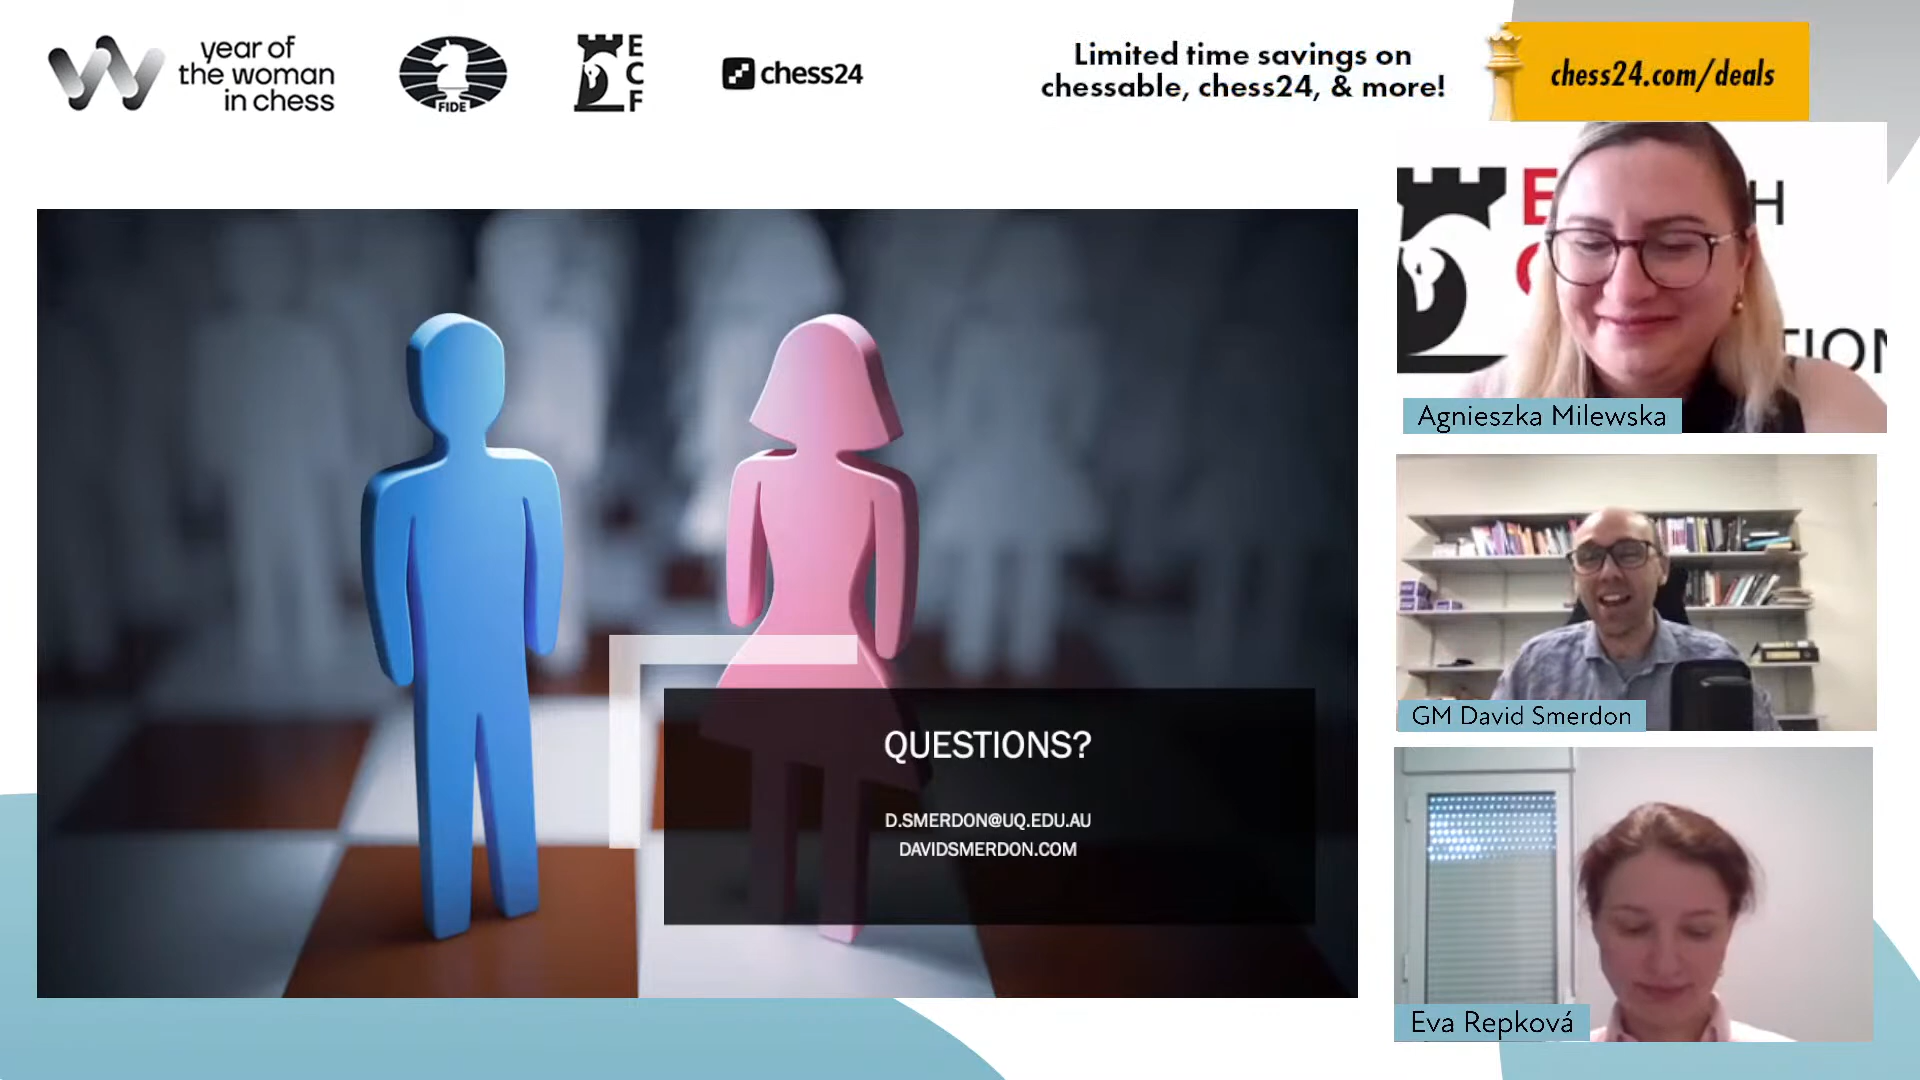 year of
the woman
in chess
FIDE
E
C
F
chess24
Limited time savings on
chessable, chess24, & more!
chess24.com/deals
E H
TION
Agnieszka Milewska
GM David Smerdon
QUESTIONS?
D.SMERDON@UQ.EDU.AU
DAVIDSMERDON.COM
Eva Repková